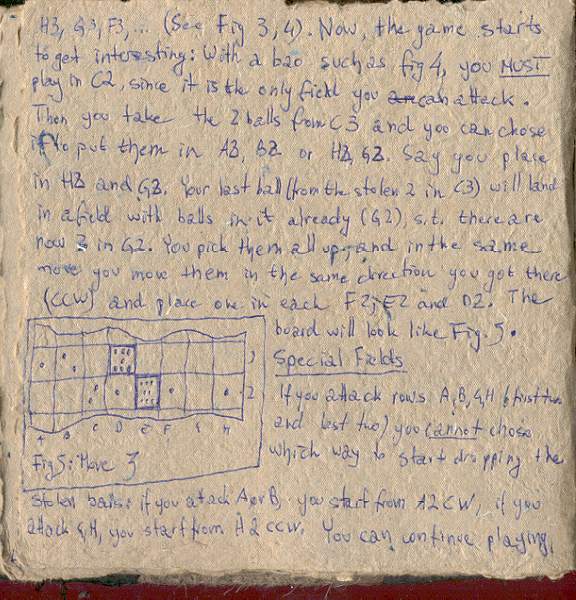 H3, G3, F3, ... (See Fig 3, 4). Now, the game starts
to get interesting: With a bao such as fig 4, you MUST
play in C2, since it is the only field you can attack.
Then you take the 2 balls from C3 and you can chose
to put them in A2, B2 or H2, G2. Say you place
in H2 and G2. Your last ball (from the stolen 2 in C3) will land
in a field with balls in it already (G2), s.t. there are
now 3 in G2. You pick them all up, and in the same
move you move them in the same direction you got there
(CCW) and place one in each F2, E2 and D2. The
board will look like Fig. 5.
Special Fields
If you attack rows A, B, G, H (first two
and last two) you cannot chose
which way to start dropping the
stolen balls: if you attack A or B you start from A2 CW, if you
attack G, H, you start from H2 CCW. You can continue playing,
3
2
A B C D E F G H
Fig 5: Move 3